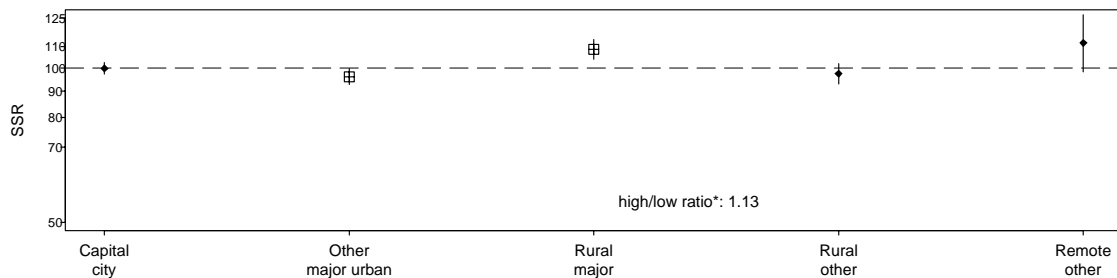 125
110
100
90
80
70
50
SSR
high/low ratio*: 1.13
Capital
city
Other
major urban
Rural
major
Rural
other
Remote
other